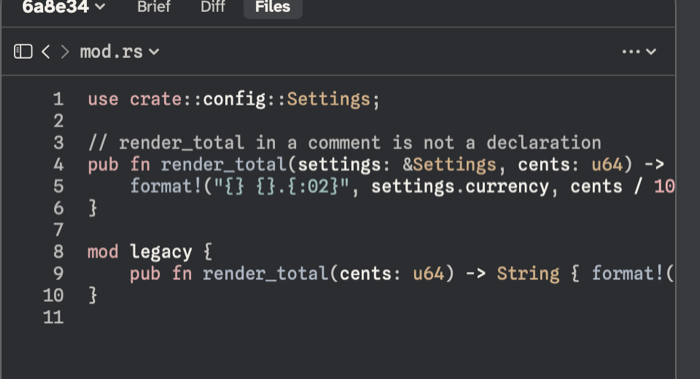 6a8e34 Brief Diff Files
mod.rs
1 use crate::config::Settings;
2
3 // render_total in a comment is not a declaration
4 pub fn render_total(settings: &Settings, cents: u64) ->
5     format!("{} {}.{:02}", settings.currency, cents / 10
6 }
7
8 mod legacy {
9     pub fn render_total(cents: u64) -> String { format!(
10 }
11